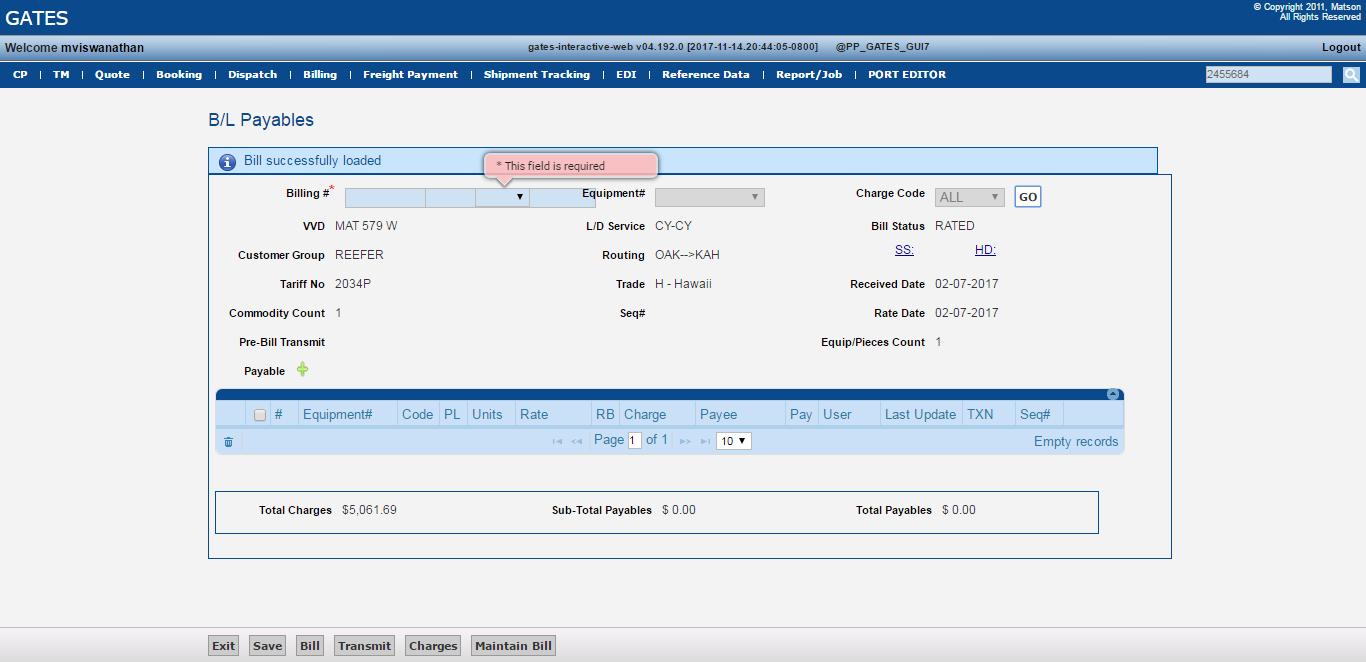 GATES
© Copyright 2011, Matson
All Rights Reserved
Welcome mviswanathan gates-interactive-web v04.192.0 [2017-11-14.20:44:05-0800] @PP_GATES_GUI7 Logout
CP | TM | Quote | Booking | Dispatch | Billing | Freight Payment | Shipment Tracking | EDI | Reference Data | Report/Job | PORT EDITOR 2455684
B/L Payables
Bill successfully loaded
* This field is required
Billing #* Equipment# Charge Code ALL GO
VVD MAT 579 W L/D Service CY-CY Bill Status RATED
SS: HD:
Customer Group REEFER Routing OAK-->KAH
Tariff No 2034P Trade H - Hawaii Received Date 02-07-2017
Commodity Count 1 Seq# Rate Date 02-07-2017
Pre-Bill Transmit Equip/Pieces Count 1
Payable
# Equipment# Code PL Units Rate RB Charge Payee Pay User Last Update TXN Seq#
Page 1 of 1 10 Empty records
Total Charges $5,061.69 Sub-Total Payables $ 0.00 Total Payables $ 0.00
Exit Save Bill Transmit Charges Maintain Bill